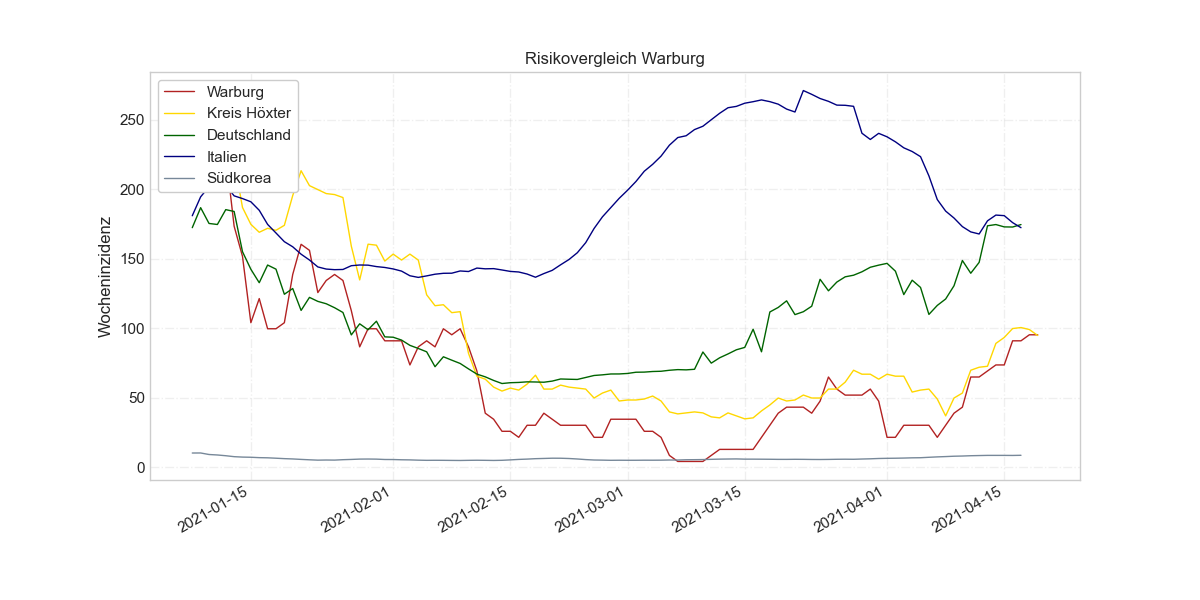 Risikovergleich Warburg
Warburg
Kreis Höxter
Deutschland
Italien
Südkorea
Wocheninzidenz
250
200
150
100
50
0
2021-01-15
2021-02-01
2021-02-15
2021-03-01
2021-03-15
2021-04-01
2021-04-15